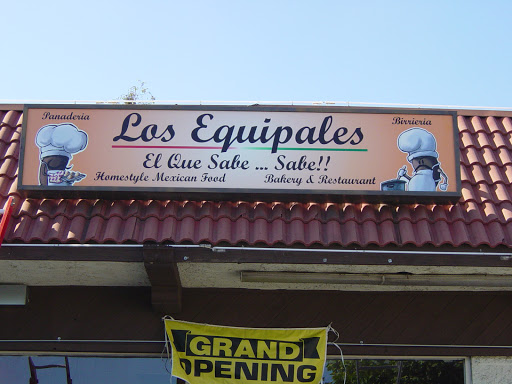 Panaderia
Birrieria
Los Equipales
El Que Sabe ... Sabe!!
Homestyle Mexican Food
Bakery & Restaurant
GRAND
OPENING